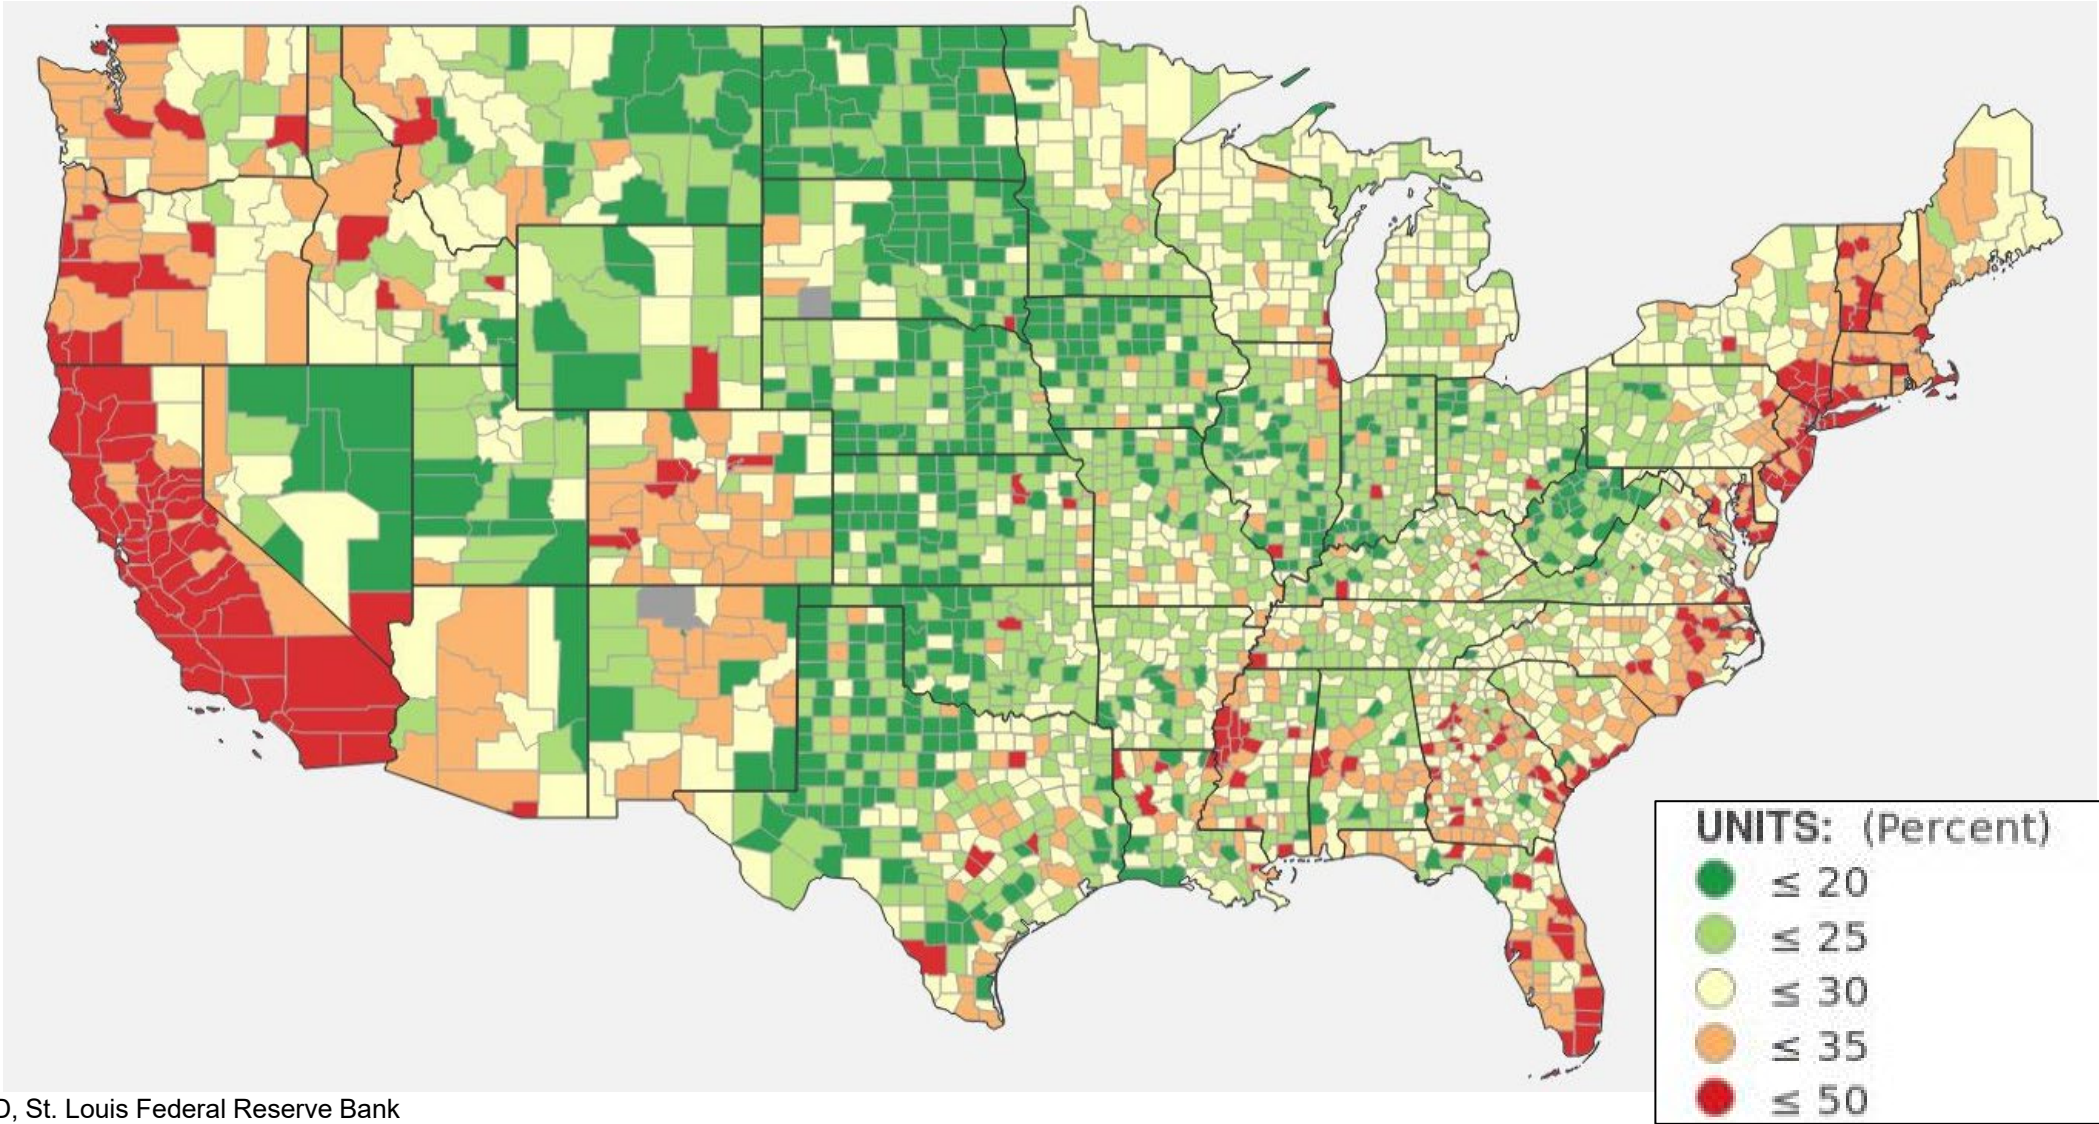 UNITS: (Percent)
≤ 20
≤ 25
≤ 30
≤ 35
≤ 50
D, St. Louis Federal Reserve Bank